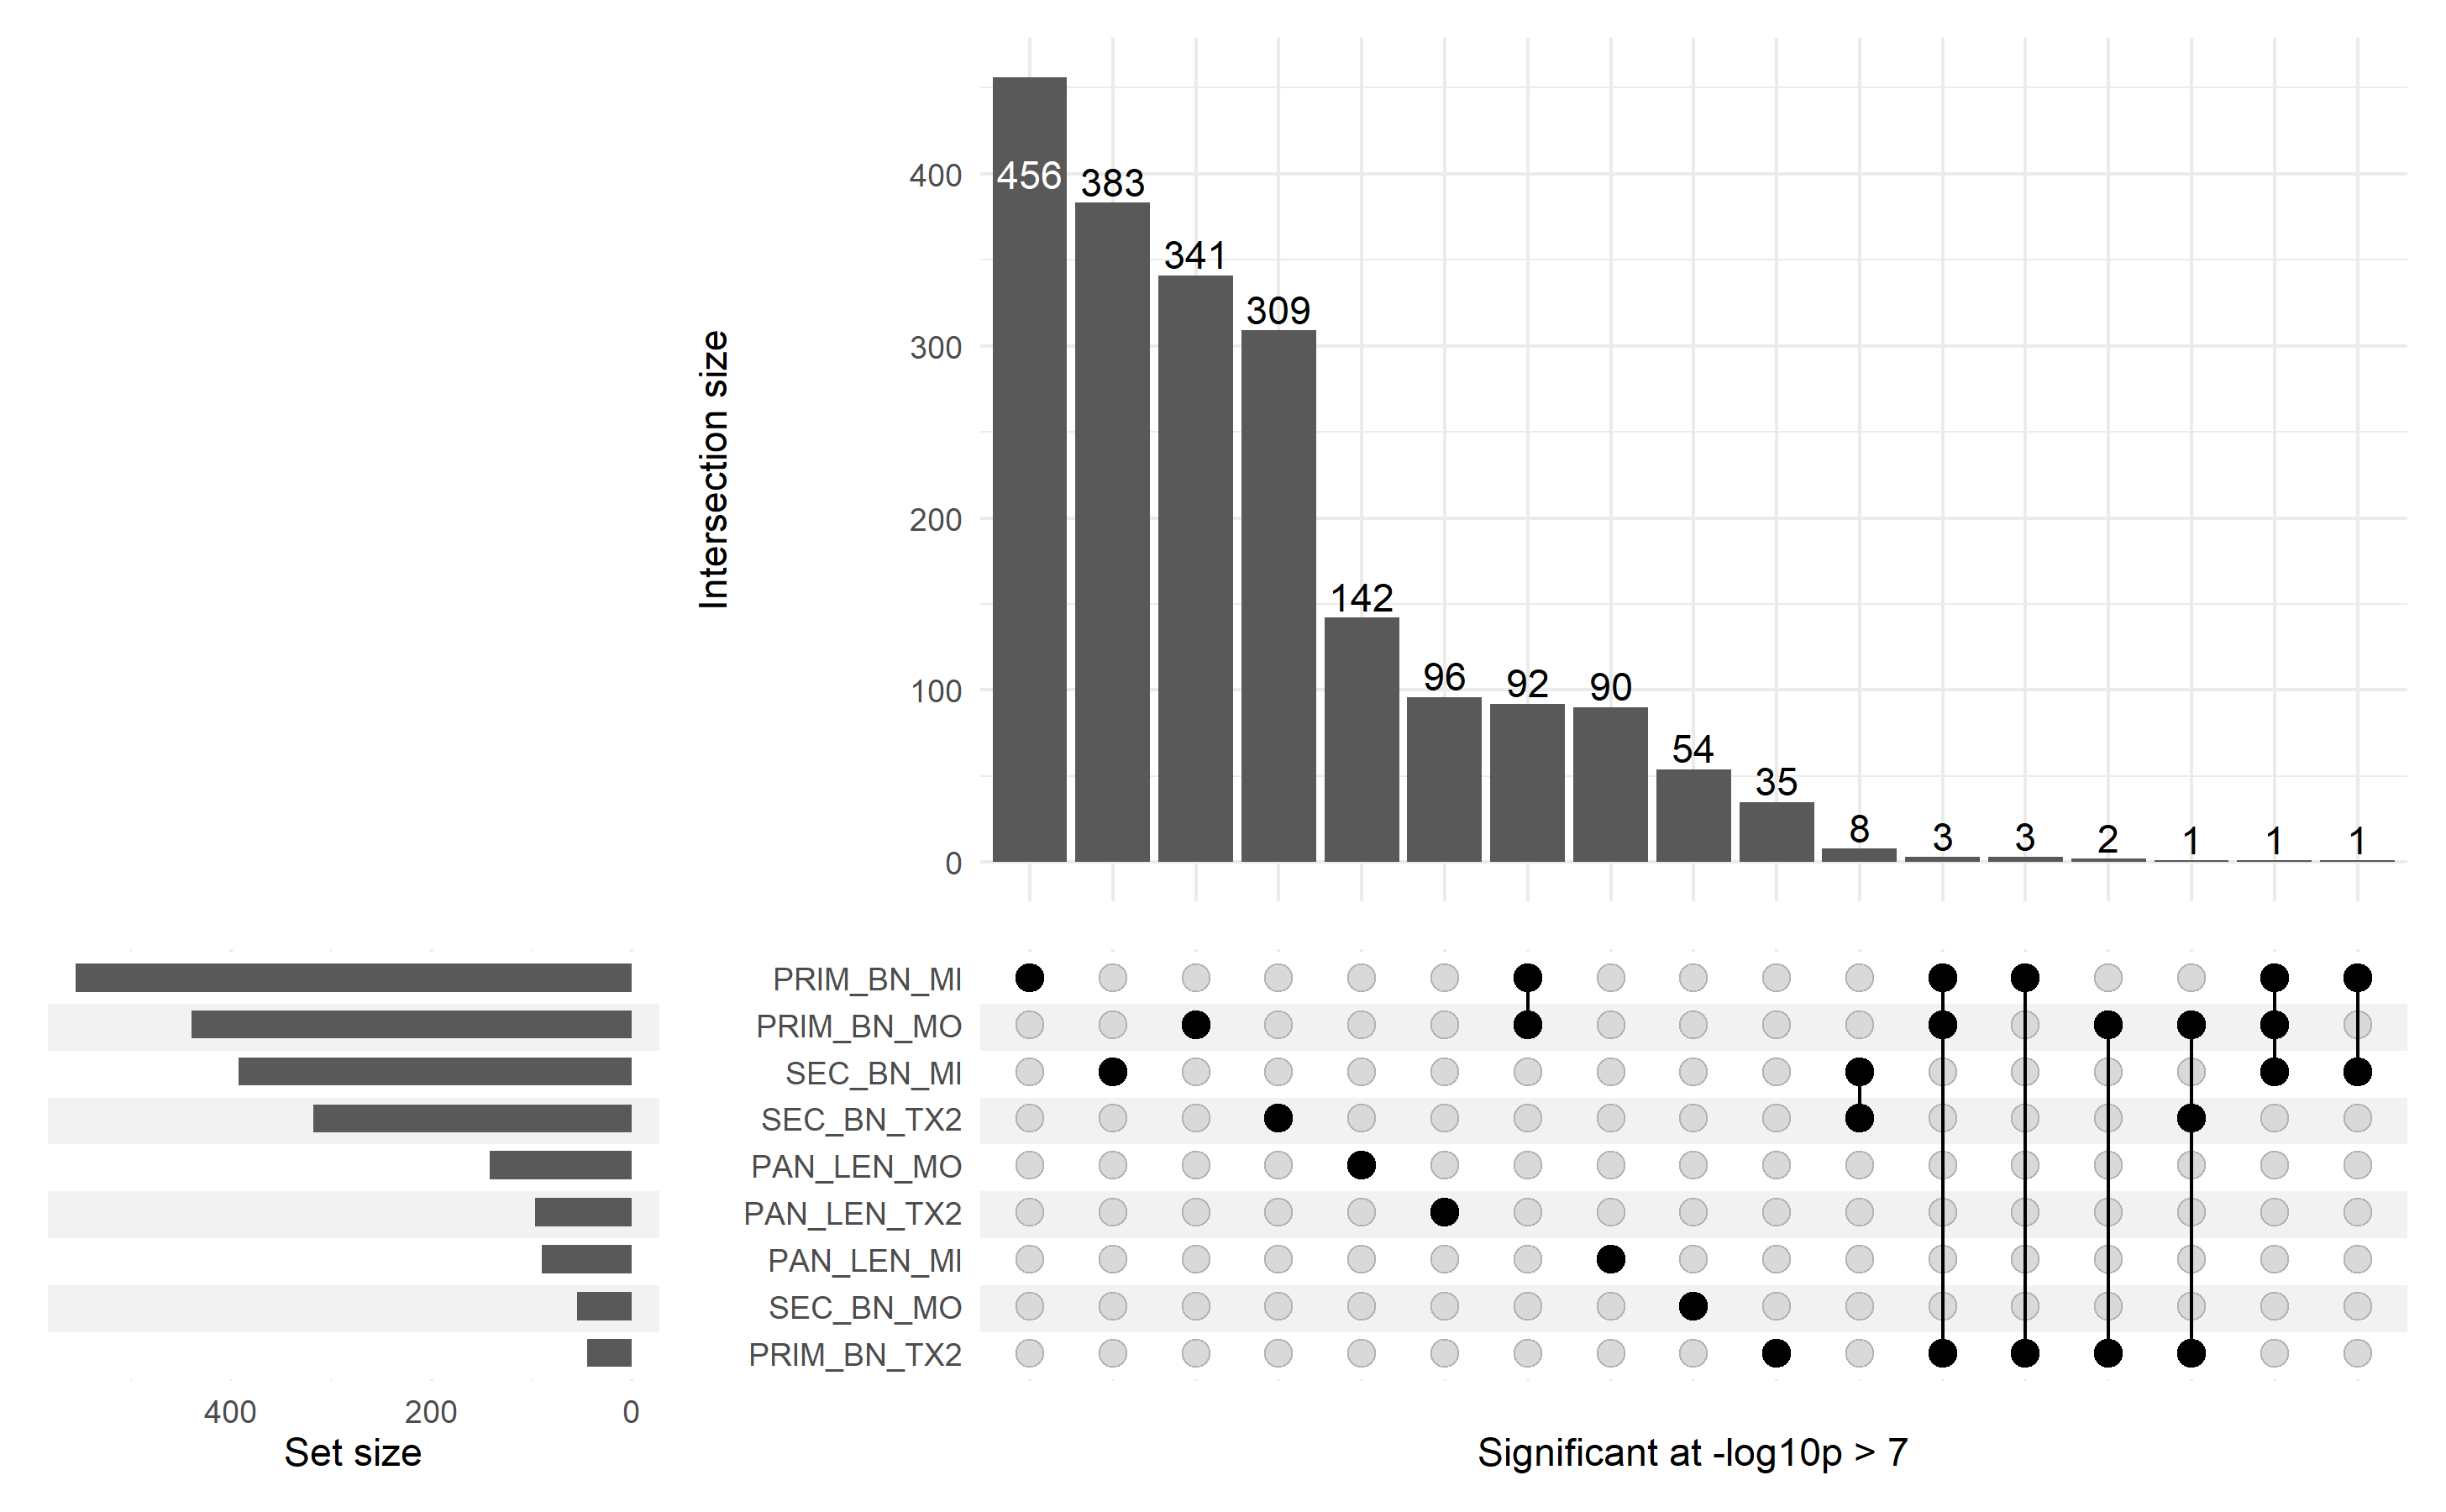 Intersection size
400
300
200
100
0
456
383
341
309
142
96
92
90
54
35
8
3
3
2
1
1
1
PRIM_BN_MI
PRIM_BN_MO
SEC_BN_MI
SEC_BN_TX2
PAN_LEN_MO
PAN_LEN_TX2
PAN_LEN_MI
SEC_BN_MO
PRIM_BN_TX2
400 200 0
Set size
Significant at -log10p > 7